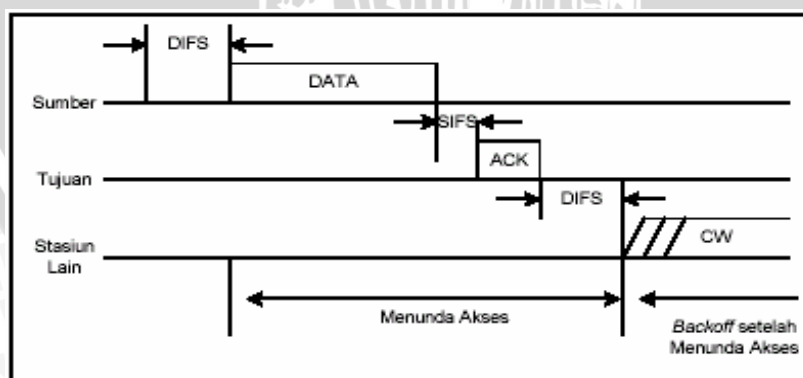 DIFS
DATA
Sumber
SIFS
ACK
Tujuan
DIFS
CW
Stasiun
Lain
Menunda Akses
Backoff setelah
Menunda Akses